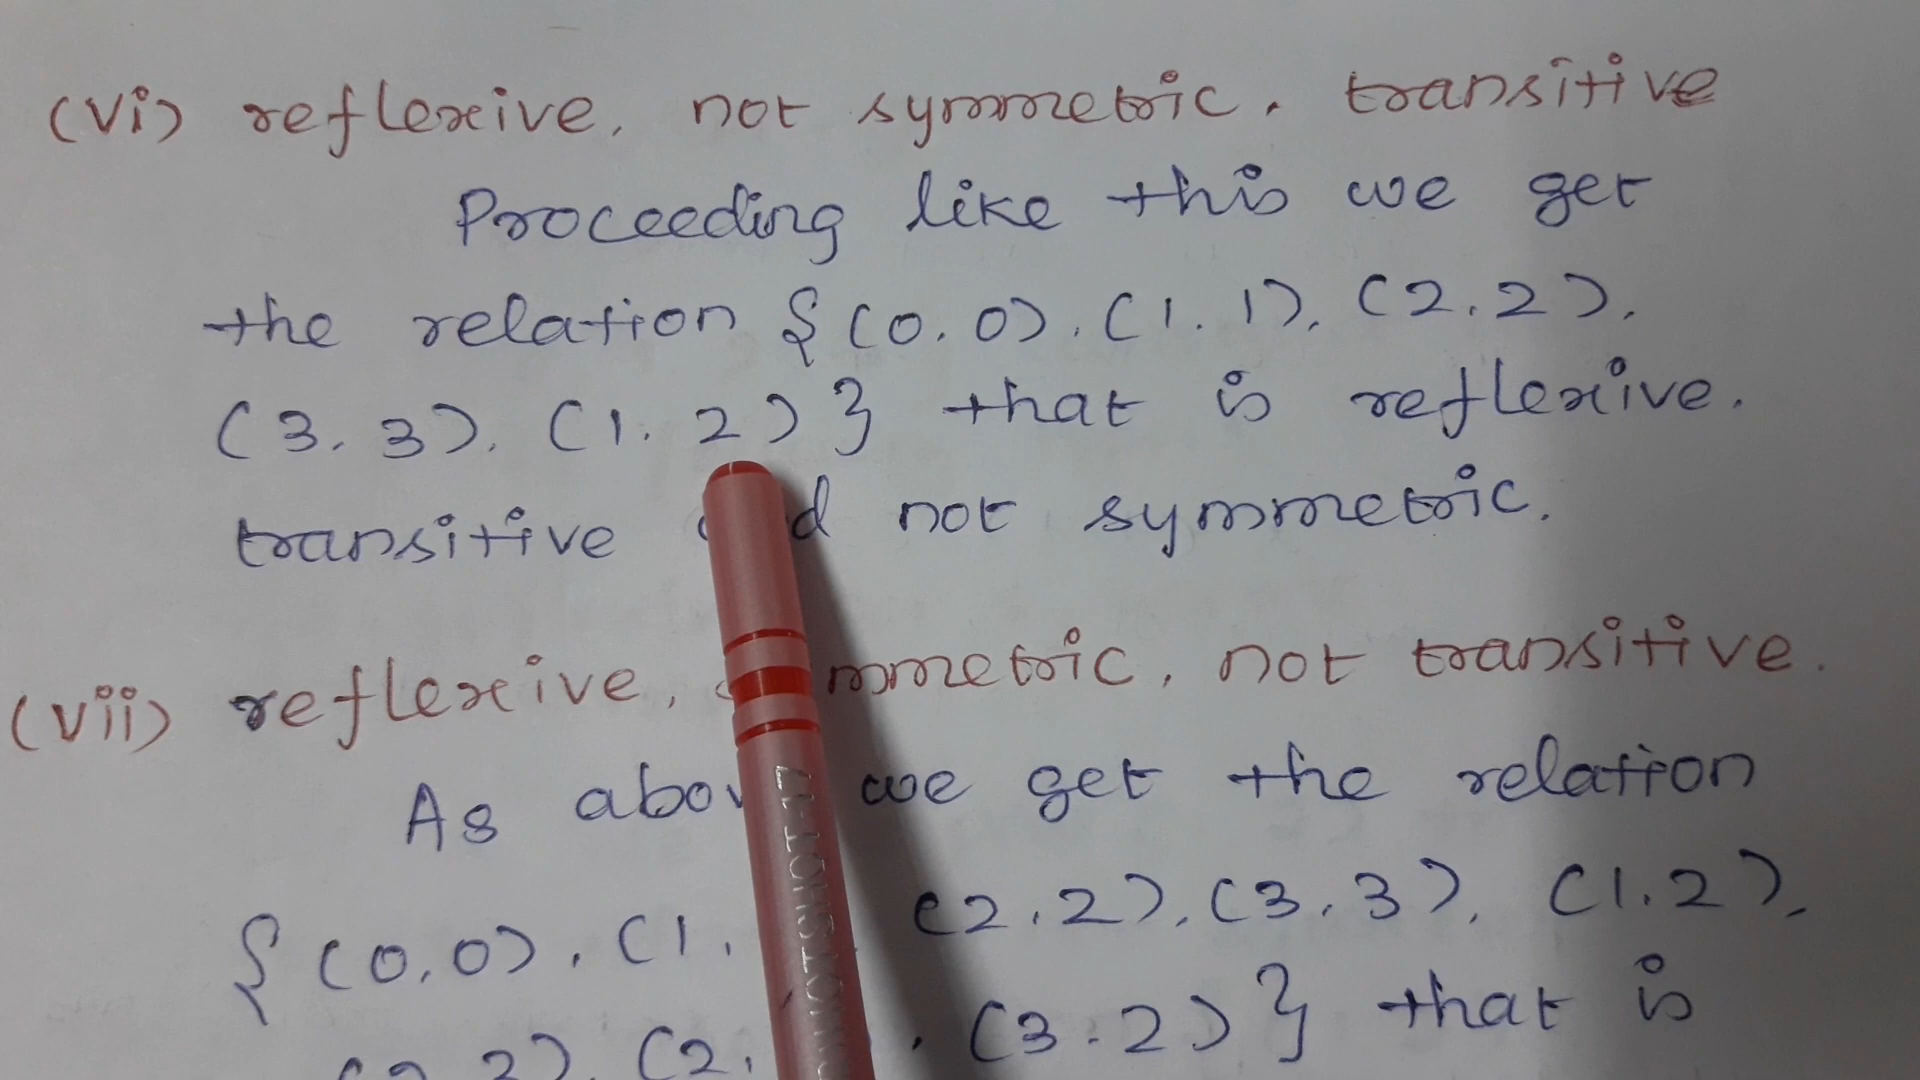 (vi) reflexive, not symmetric, transitive
Proceeding like this we get
the relation {(0,0), (1,1), (2,2),
(3,3), (1,2)} that is reflexive,
transitive not symmetric.
(vii) reflexive, not transitive.
As we get the relation
{(0,0), (1, (2,2), (3,3), (1,2),
(2, (3,2)} that is